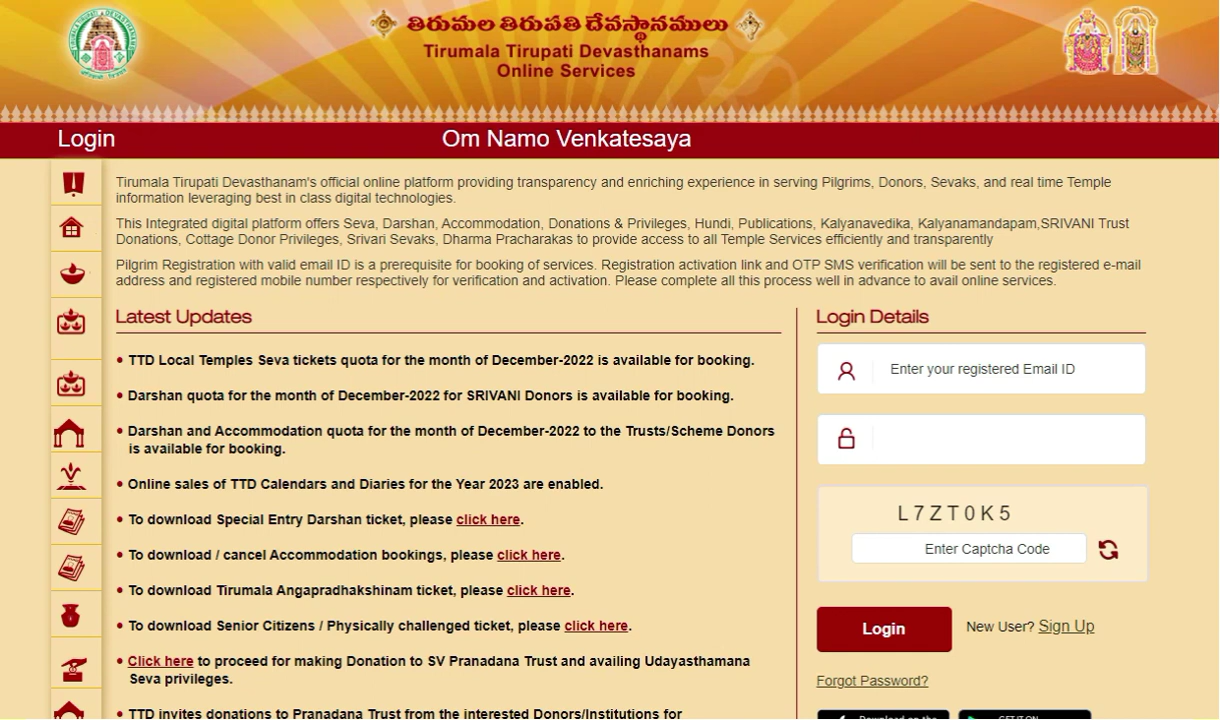 తిరుమల తిరుపతి దేవస్థానములు
Tirumala Tirupati Devasthanams
Online Services
Login
Om Namo Venkatesaya
Tirumala Tirupati Devasthanam's official online platform providing transparency and enriching experience in serving Pilgrims, Donors, Sevaks, and real time Temple
information leveraging best in class digital technologies.
This Integrated digital platform offers Seva, Darshan, Accommodation, Donations & Privileges, Hundi, Publications, Kalyanavedika, Kalyanamandapam,SRIVANI Trust
Donations, Cottage Donor Privileges, Srivari Sevaks, Dharma Pracharakas to provide access to all Temple Services efficiently and transparently
Pilgrim Registration with valid email ID is a prerequisite for booking of services. Registration activation link and OTP SMS verification will be sent to the registered e-mail
address and registered mobile number respectively for verification and activation. Please complete all this process well in advance to avail online services.
Latest Updates
• TTD Local Temples Seva tickets quota for the month of December-2022 is available for booking.
• Darshan quota for the month of December-2022 for SRIVANI Donors is available for booking.
• Darshan and Accommodation quota for the month of December-2022 to the Trusts/Scheme Donors
is available for booking.
• Online sales of TTD Calendars and Diaries for the Year 2023 are enabled.
• To download Special Entry Darshan ticket, please click here.
• To download / cancel Accommodation bookings, please click here.
• To download Tirumala Angapradhakshinam ticket, please click here.
• To download Senior Citizens / Physically challenged ticket, please click here.
• Click here to proceed for making Donation to SV Pranadana Trust and availing Udayasthamana
Seva privileges.
• TTD invites donations to Pranadana Trust from the interested Donors/Institutions for
Login Details
Enter your registered Email ID
L7ZT0K5
Enter Captcha Code
Login
New User? Sign Up
Forgot Password?
Download on the
GET IT ON